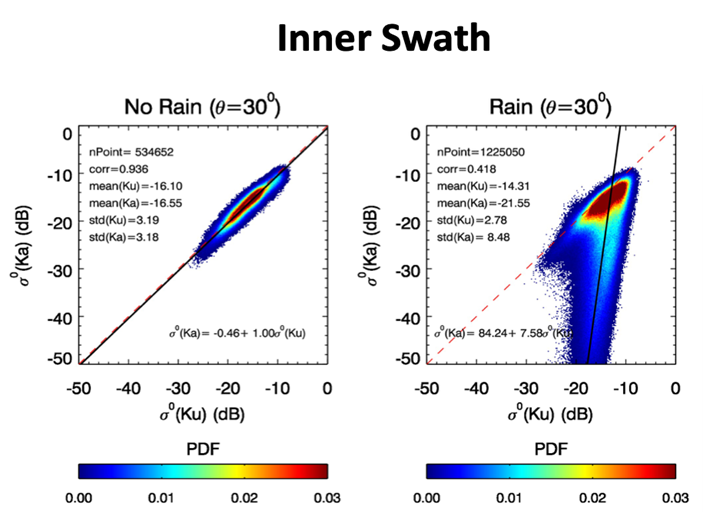 Inner Swath
No Rain (θ=30⁰)
nPoint= 534652
corr=0.936
mean(Ku)=-16.10
mean(Ka)=-16.55
std(Ku)=3.19
std(Ka)=3.18
σ⁰(Ka)= -0.46+ 1.00σ⁰(Ku)
0
-10
-20
-30
-40
-50
σ⁰(Ka) (dB)
-50 -40 -30 -20 -10 0
σ⁰(Ku) (dB)
PDF
0.00 0.01 0.02 0.03
Rain (θ=30⁰)
nPoint=1225050
corr=0.418
mean(Ku)=-14.31
mean(Ka)=-21.55
std(Ku)= 2.78
std(Ka)= 8.48
σ⁰(Ka)= 84.24+ 7.58σ⁰(Ku)
0
-10
-20
-30
-40
-50
σ⁰(Ka) (dB)
-50 -40 -30 -20 -10 0
σ⁰(Ku) (dB)
PDF
0.00 0.01 0.02 0.03